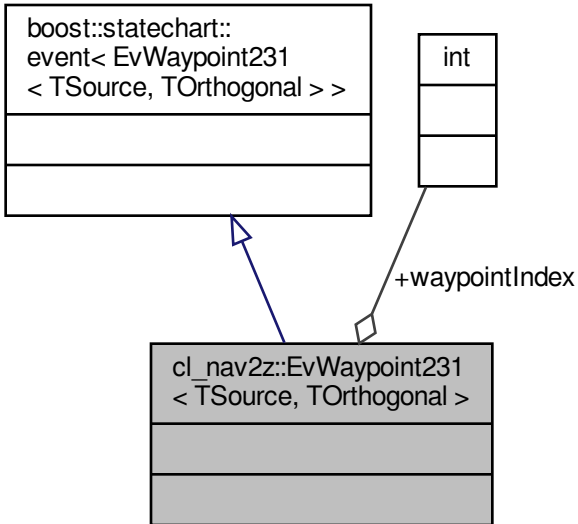 boost::statechart::
event< EvWaypoint231
< TSource, TOrthogonal > >
int
+waypointIndex
cl_nav2z::EvWaypoint231
< TSource, TOrthogonal >